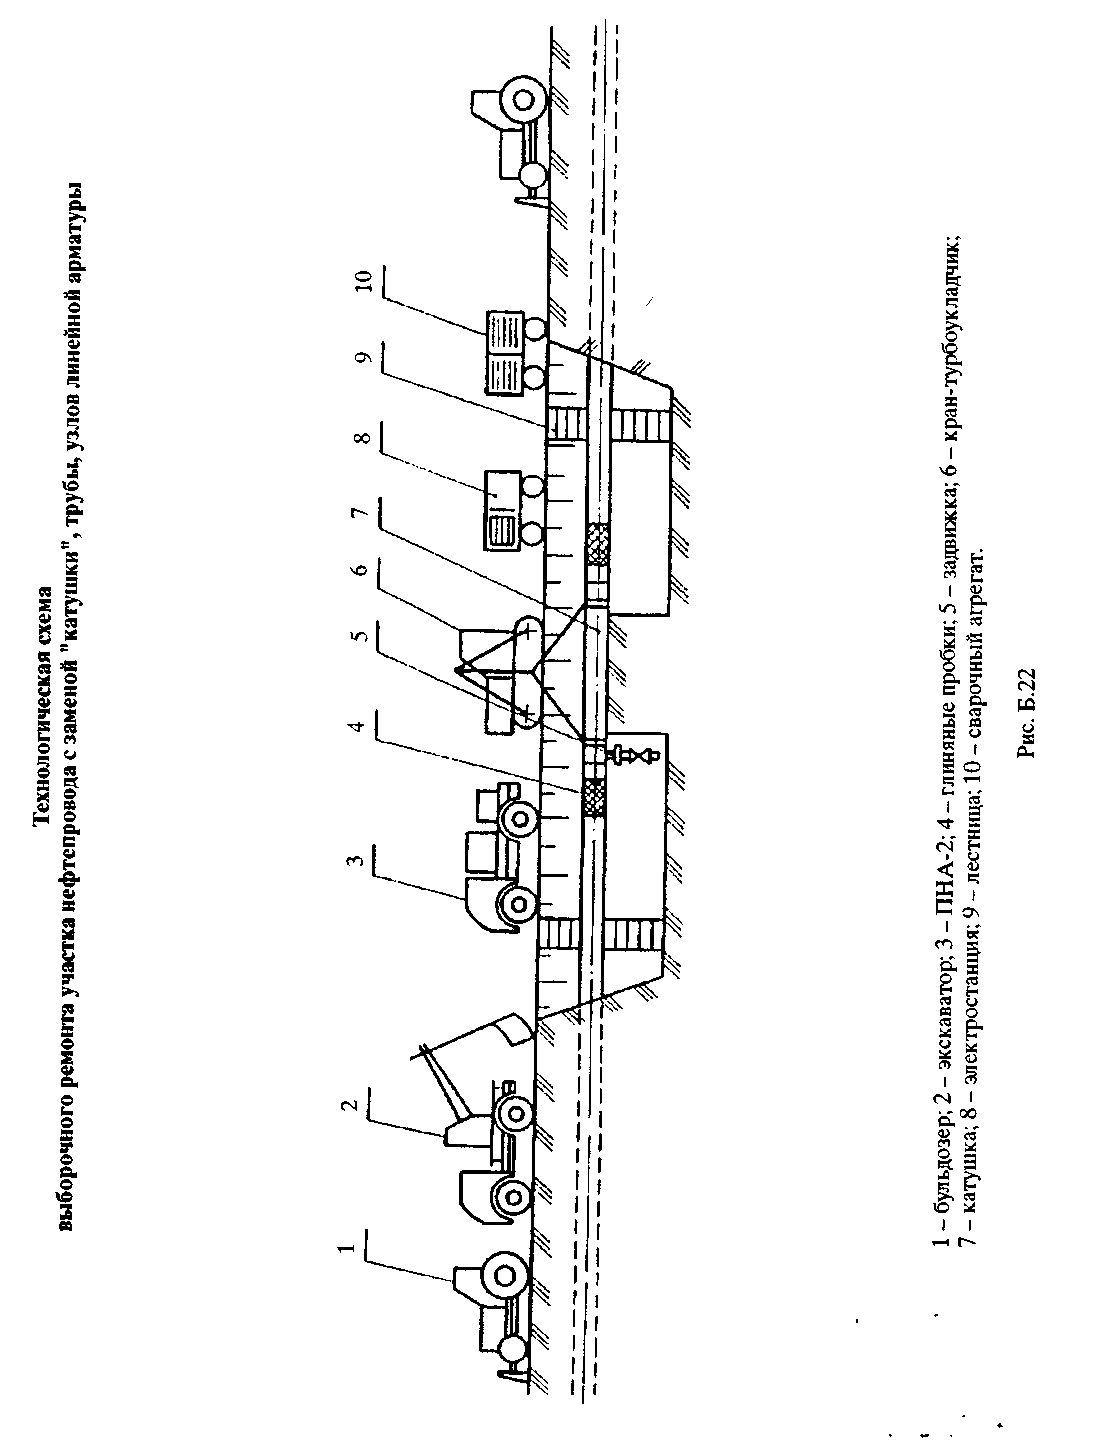 Технологическая схема
выборочного ремонта участка нефтепровода с заменой "катушки", трубы, узлов линейной арматуры
1
2
3
4
5
6
7
8
9
10
1 – бульдозер; 2 – экскаватор; 3 – ПНА-2; 4 – глиняные пробки; 5 – задвижка; 6 – кран-турбоукладчик;
7 – катушка; 8 – электростанция; 9 – лестница; 10 – сварочный агрегат.
Рис. Б.22